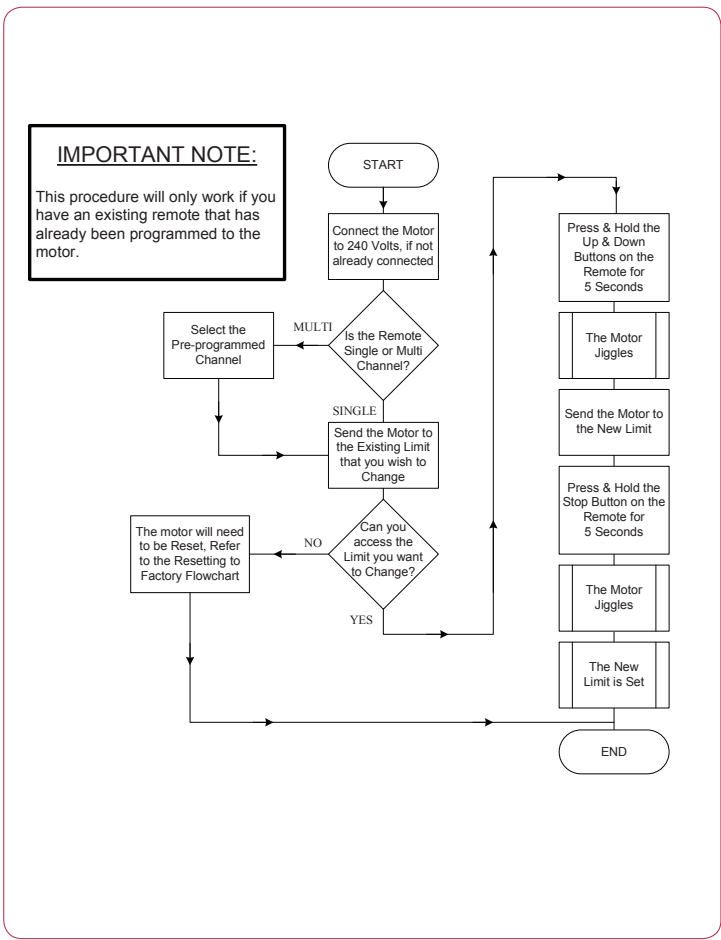 IMPORTANT NOTE:
This procedure will only work if you
have an existing remote that has
already been programmed to the
motor.
START
Connect the Motor
to 240 Volts, if not
already connected
Is the Remote
Single or Multi
Channel?
MULTI
Select the
Pre-programmed
Channel
SINGLE
Send the Motor to
the Existing Limit
that you wish to
Change
Can you
access the
Limit you want
to Change?
NO
The motor will need
to be Reset, Refer
to the Resetting to
Factory Flowchart
YES
Press & Hold the
Up & Down
Buttons on the
Remote for
5 Seconds
The Motor
Jiggles
Send the Motor to
the New Limit
Press & Hold the
Stop Button on the
Remote for
5 Seconds
The Motor
Jiggles
The New
Limit is Set
END